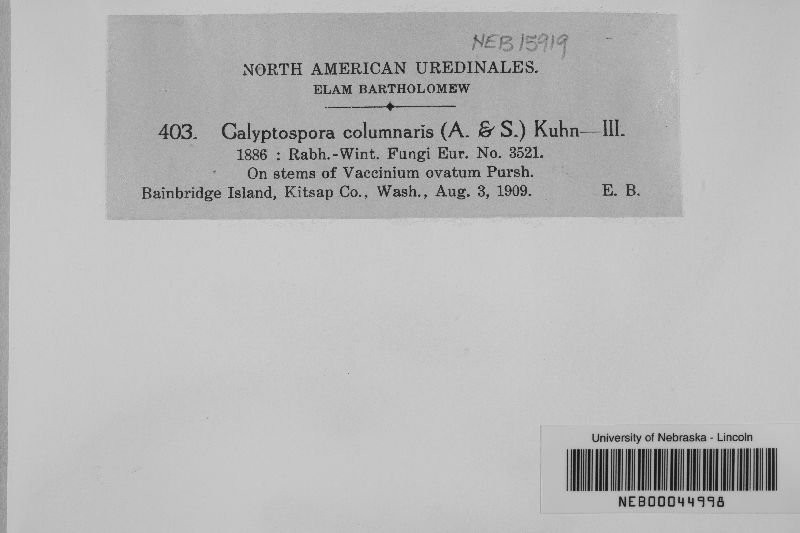 NEB 15919
NORTH AMERICAN UREDINALES.
ELAM BARTHOLOMEW
403. Calyptospora columnaris (A. & S.) Kuhn—III.
1886 : Rabh.-Wint. Fungi Eur. No. 3521.
On stems of Vaccinium ovatum Pursh.
Bainbridge Island, Kitsap Co., Wash., Aug. 3, 1909. E. B.
University of Nebraska - Lincoln
NEB00044998